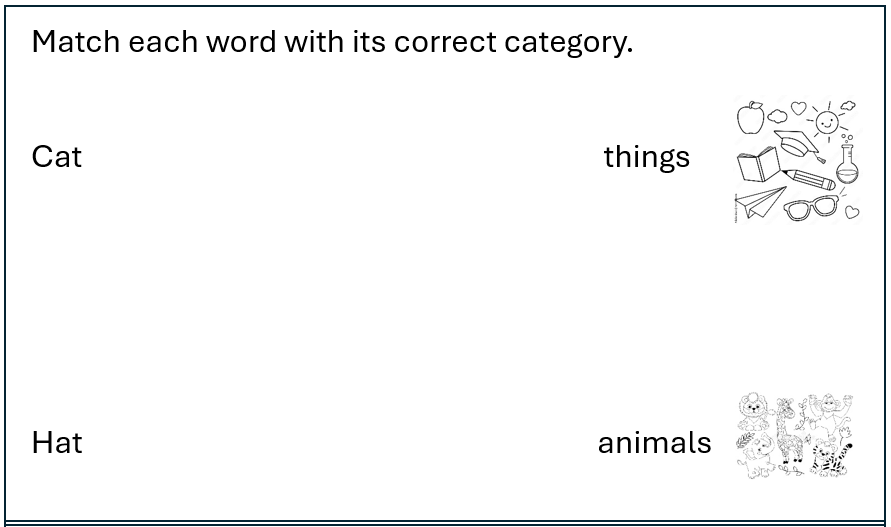 Match each word with its correct category.
Cat things
Hat animals